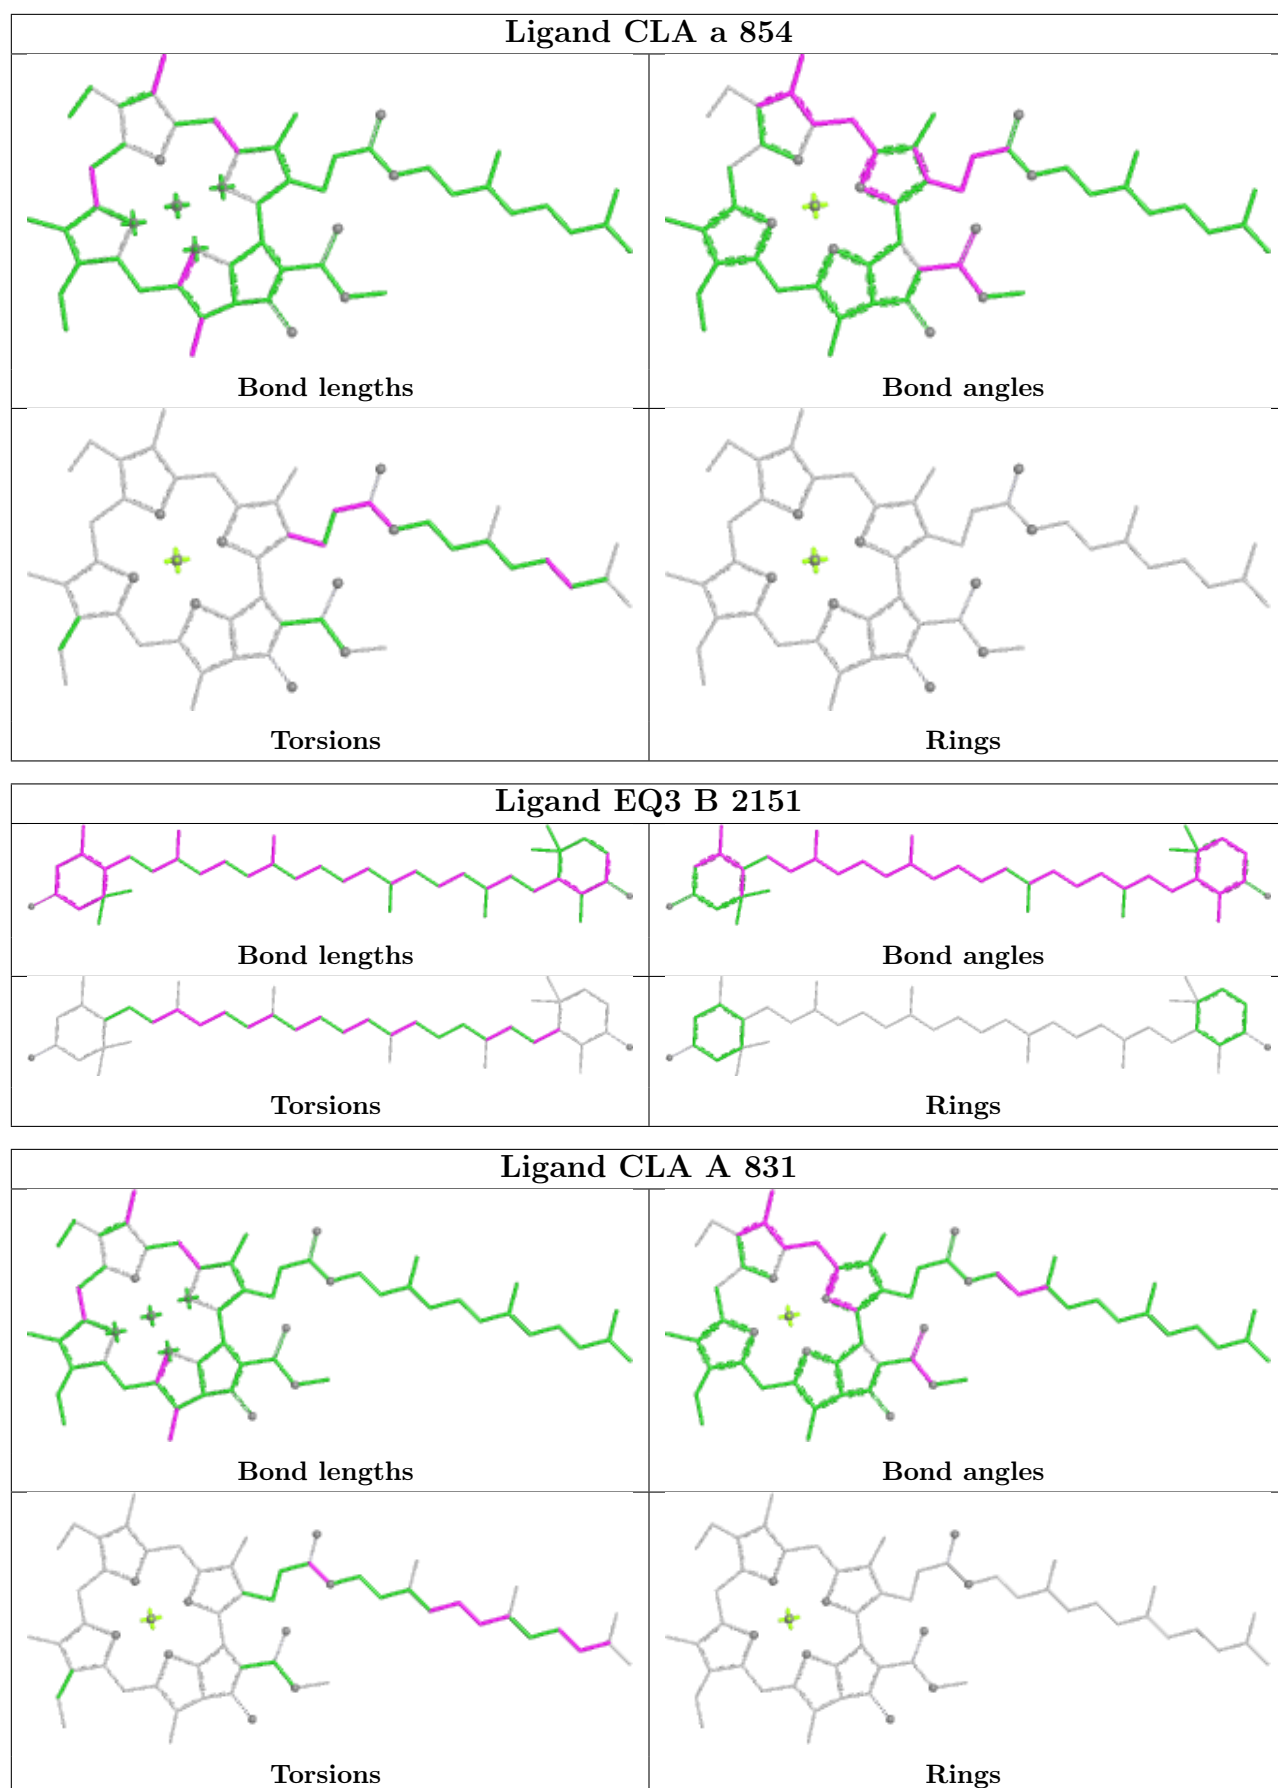 Ligand CLA a 854
Bond lengths
Bond angles
Torsions
Rings
Ligand EQ3 B 2151
Bond lengths
Bond angles
Torsions
Rings
Ligand CLA A 831
Bond lengths
Bond angles
Torsions
Rings